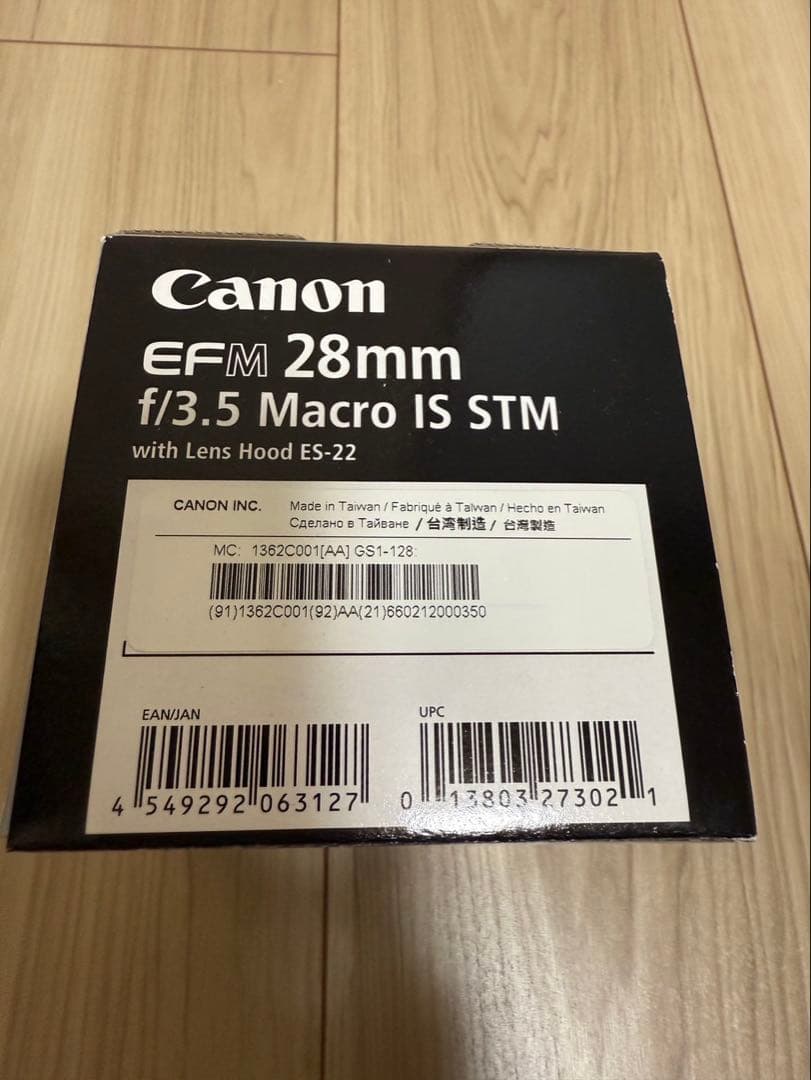 Canon
EFM 28mm
f/3.5 Macro IS STM
with Lens Hood ES-22
CANON INC. Made in Taiwan / Fabriqué à Taïwan / Hecho en Taiwan
Сделано в Тайване / 台湾制造 / 台灣製造
MC: 1362C001[AA] GS1-128:
(91)1362C001(92)AA(21)660212000350
EAN/JAN UPC
4 549292 063127 0 13803 27302 1